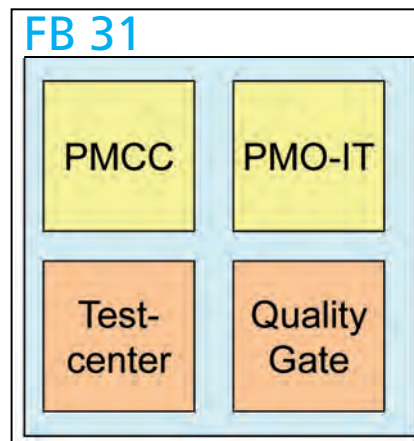 FB 31
PMCC
PMO-IT
Test-
center
Quality
Gate